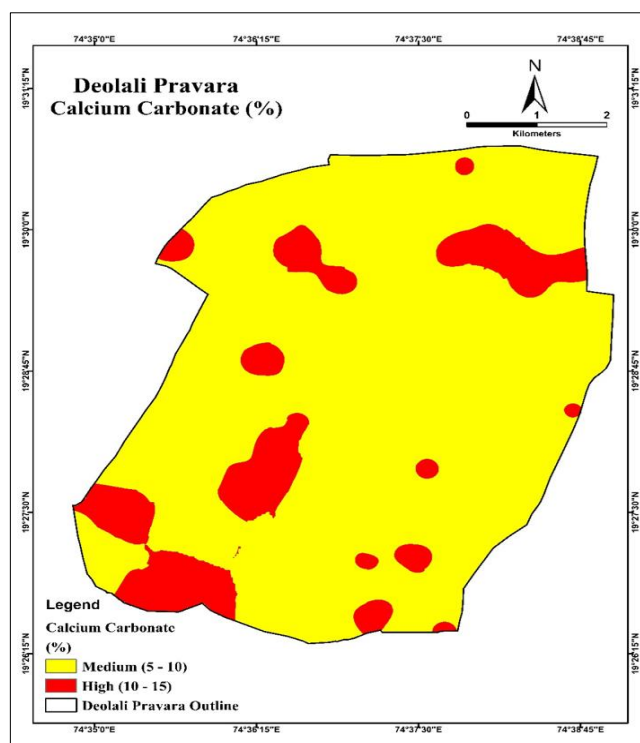 74°35'0"E 74°36'15"E 74°37'30"E 74°38'45"E
Deolali Pravara
Calcium Carbonate (%)
N
0 1 2
Kilometers
19°31'15"N
19°30'0"N
19°28'45"N
19°27'30"N
19°26'15"N
19°31'15"N
19°30'0"N
19°28'45"N
19°27'30"N
19°26'15"N
Legend
Calcium Carbonate
(%)
Medium (5 - 10)
High (10 - 15)
Deolali Pravara Outline
74°35'0"E 74°36'15"E 74°37'30"E 74°38'45"E